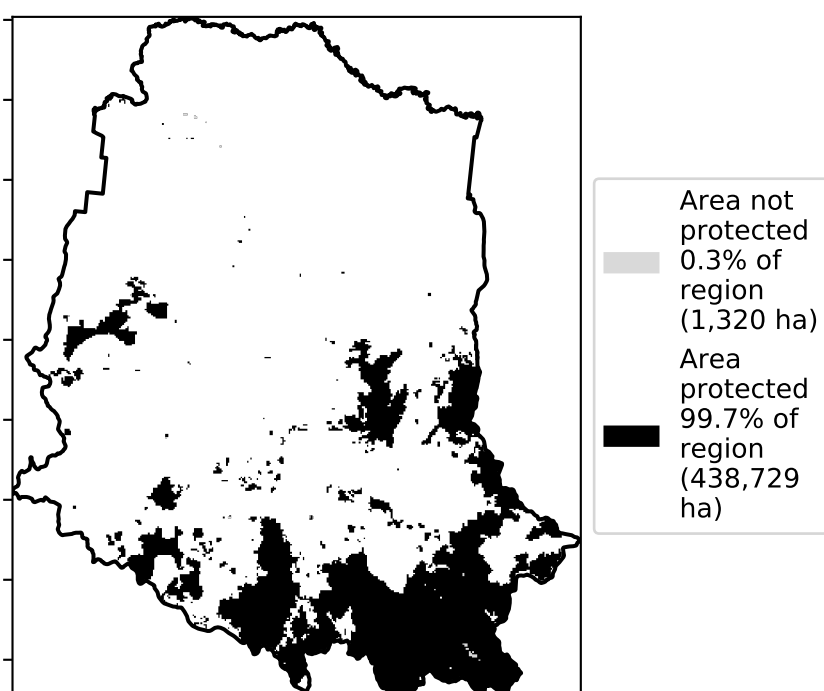 Area not
protected
0.3% of
region
(1,320 ha)
Area
protected
99.7% of
region
(438,729
ha)